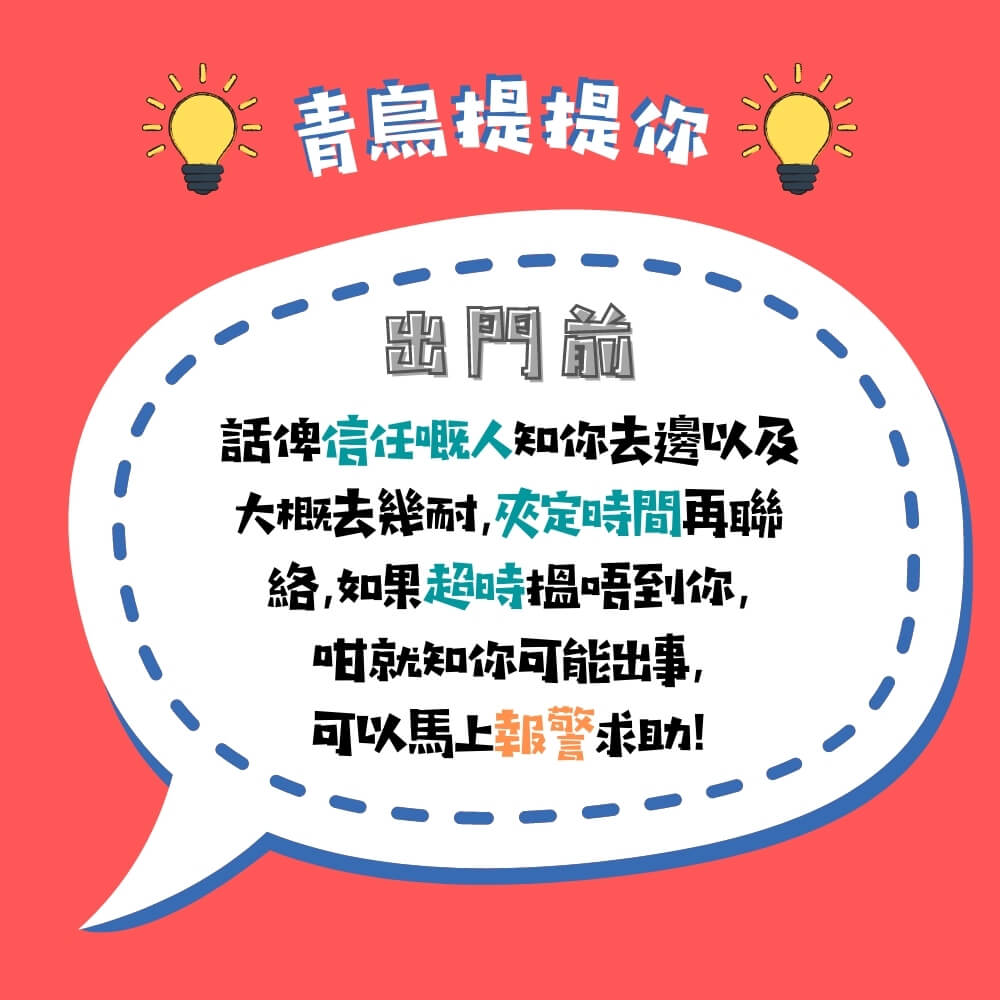 青鳥提提你
出門前
話俾信任嘅人知你去邊以及
大概去幾耐,夾定時間再聯
絡,如果超時搵唔到你,
咁就知你可能出事,
可以馬上報警求助!